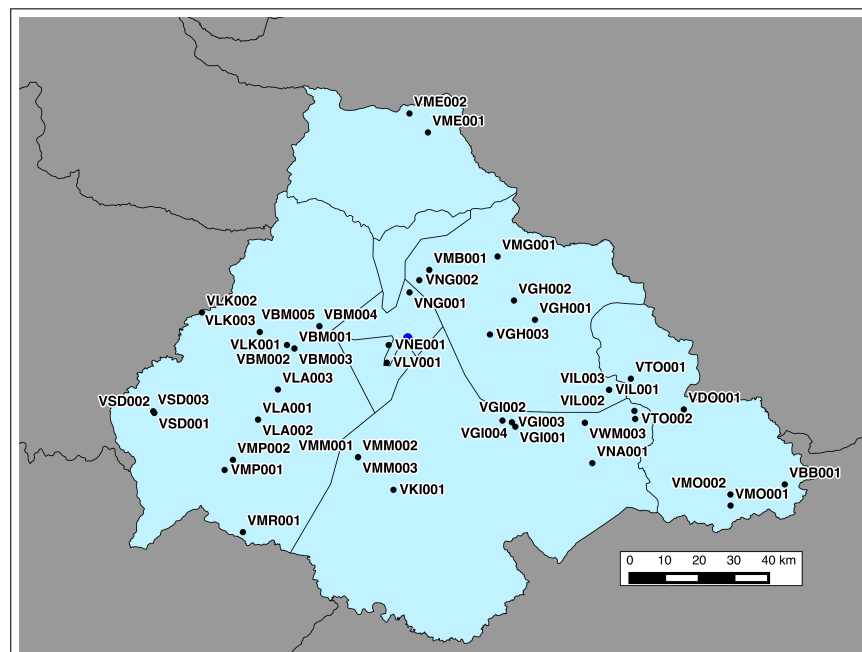 VME002
VME001
VMG001
VMB001
VNG002
VGH002
VNG001
VLK002
VGH001
VLK003
VBM005
VBM004
VGH003
VBM001
VLK001
VNE001
VBM002
VBM003
VLV001
VTO001
VIL003
VLA003
VIL001
VSD003
VSD002
VIL002
VDO001
VLA001
VGI002
VSD001
VTO002
VGI003
VLA002
VGI004
VGI001
VWM003
VMP002
VMM001
VMM002
VNA001
VMP001
VMM003
VBB001
VMO002
VKI001
VMO001
VMR001
0 10 20 30 40 km